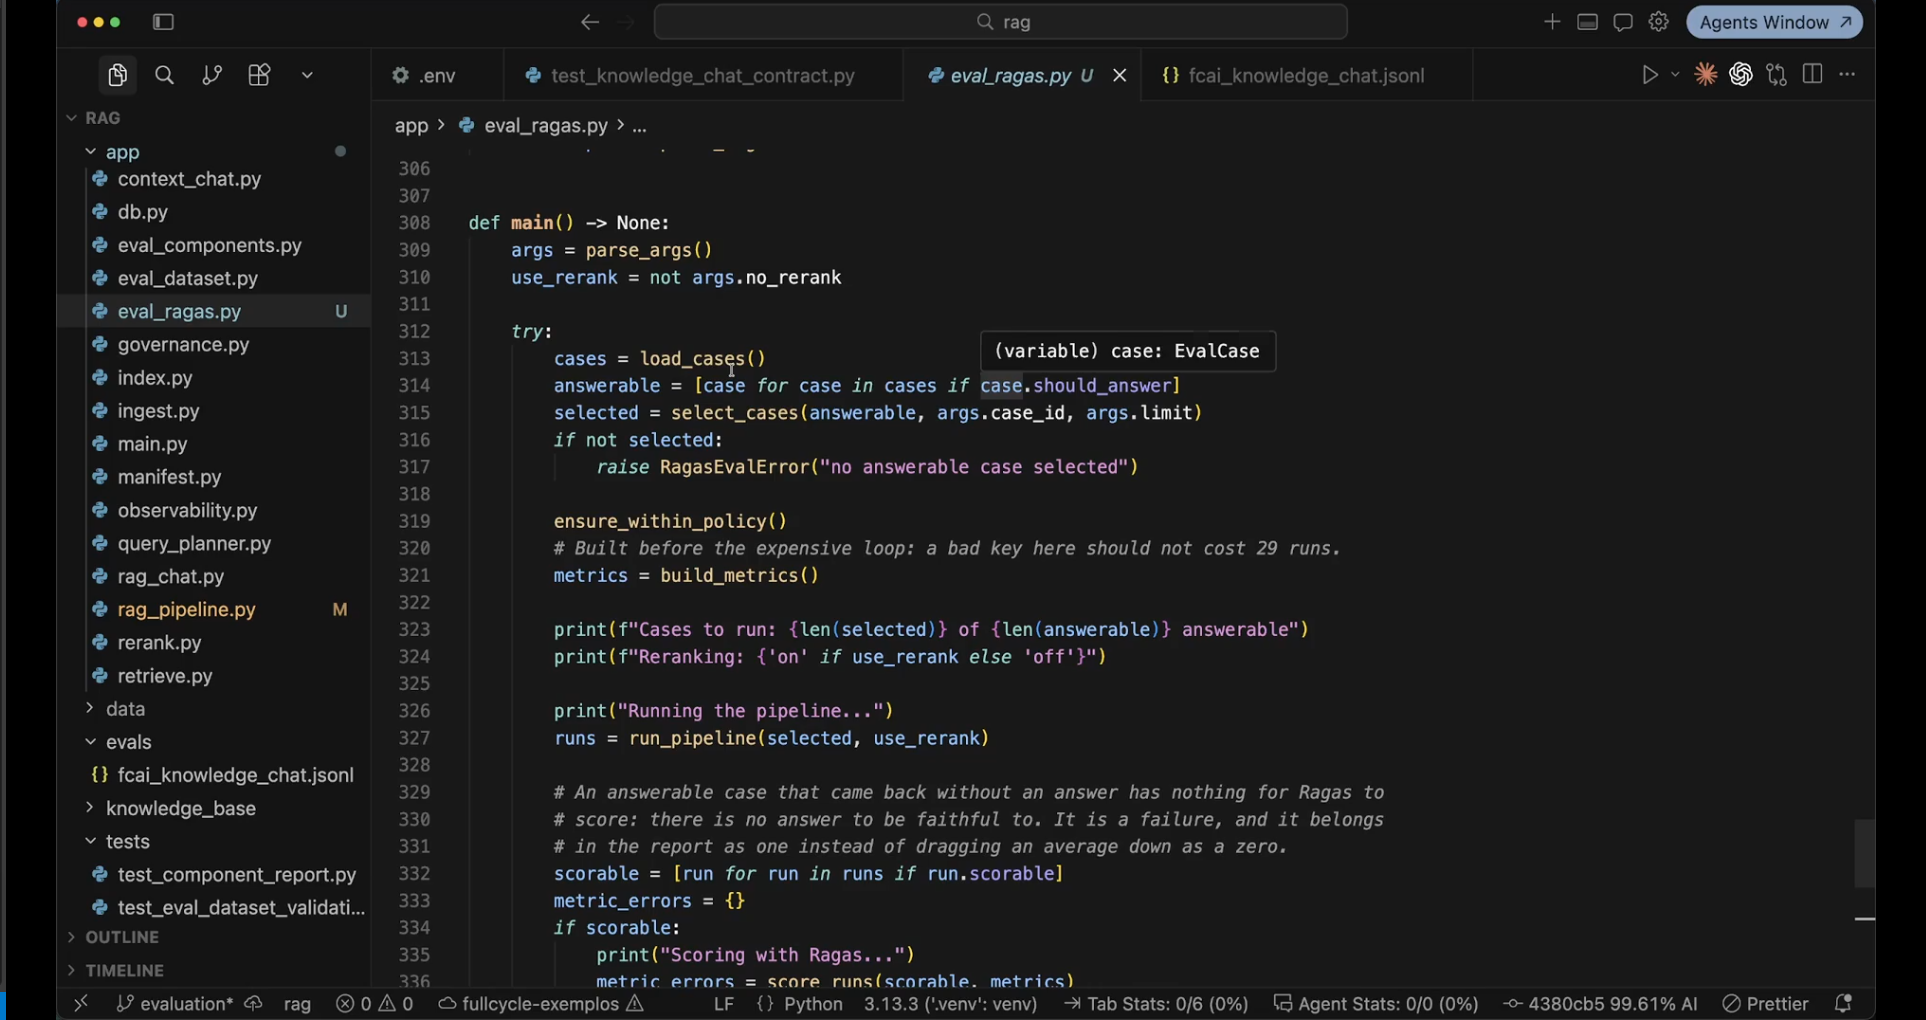 rag
Agents Window
.env
test_knowledge_chat_contract.py
eval_ragas.py U
{} fcai_knowledge_chat.jsonl
RAG
app
context_chat.py
db.py
eval_components.py
eval_dataset.py
eval_ragas.py U
governance.py
index.py
ingest.py
main.py
manifest.py
observability.py
query_planner.py
rag_chat.py
rag_pipeline.py M
rerank.py
retrieve.py
data
evals
{} fcai_knowledge_chat.jsonl
knowledge_base
tests
test_component_report.py
test_eval_dataset_validati...
OUTLINE
TIMELINE
app > eval_ragas.py > ...
306
307
308 def main() -> None:
309 args = parse_args()
310 use_rerank = not args.no_rerank
311
312 try:
(variable) case: EvalCase
313 cases = load_cases()
314 answerable = [case for case in cases if case.should_answer]
315 selected = select_cases(answerable, args.case_id, args.limit)
316 if not selected:
317 raise RagasEvalError("no answerable case selected")
318
319 ensure_within_policy()
320 # Built before the expensive loop: a bad key here should not cost 29 runs.
321 metrics = build_metrics()
322
323 print(f"Cases to run: {len(selected)} of {len(answerable)} answerable")
324 print(f"Reranking: {'on' if use_rerank else 'off'}")
325
326 print("Running the pipeline...")
327 runs = run_pipeline(selected, use_rerank)
328
329 # An answerable case that came back without an answer has nothing for Ragas to
330 # score: there is no answer to be faithful to. It is a failure, and it belongs
331 # in the report as one instead of dragging an average down as a zero.
332 scorable = [run for run in runs if run.scorable]
333 metric_errors = {}
334 if scorable:
335 print("Scoring with Ragas...")
336 metric_errors = score_runs(scorable, metrics)
evaluation* rag 0 0 fullcycle-exemplos LF {} Python 3.13.3 ('.venv': venv) Tab Stats: 0/6 (0%) Agent Stats: 0/0 (0%) 4380cb5 99.61% AI Prettier